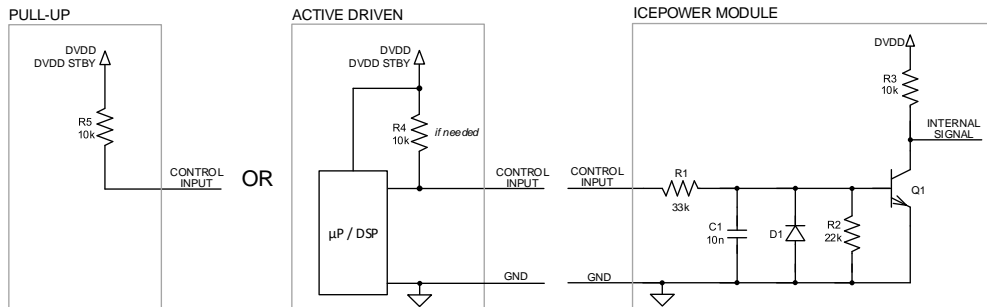 PULL-UP
DVDD
DVDD STBY
R5
10k
CONTROL
INPUT
OR
ACTIVE DRIVEN
DVDD
DVDD STBY
R4
10k
if needed
µP / DSP
CONTROL
INPUT
GND
ICEPOWER MODULE
CONTROL
INPUT
R1
33k
C1
10n
D1
R2
22k
DVDD
R3
10k
INTERNAL
SIGNAL
Q1
GND